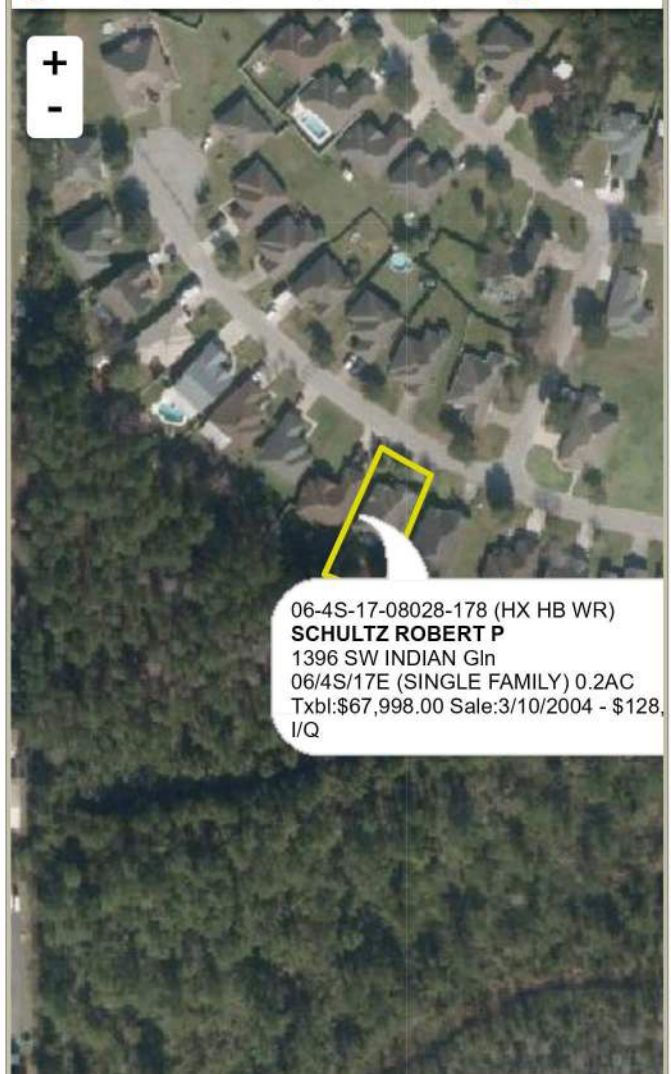 +
-
06-4S-17-08028-178 (HX HB WR)
SCHULTZ ROBERT P
1396 SW INDIAN Gln
06/4S/17E (SINGLE FAMILY) 0.2AC
Txbl:$67,998.00 Sale:3/10/2004 - $128,
I/Q